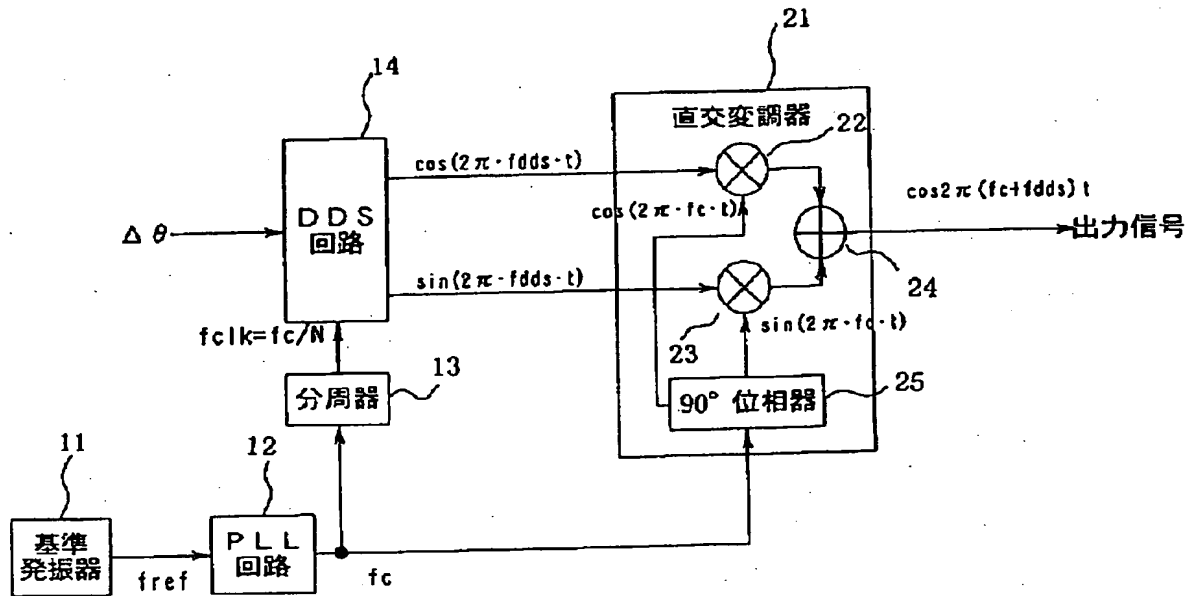 21
14
直交変調器
22
cos(2π·fdds·t)
cos2π(fc+fdds)t
cos(2π·fc·t)
DDS
回路
Δθ
出力信号
sin(2π·fdds·t)
24
fclk=fc/N
23
sin(2π·fc·t)
13
分周器
25
90° 位相器
11
12
基準
発振器
PLL
回路
fref
fc